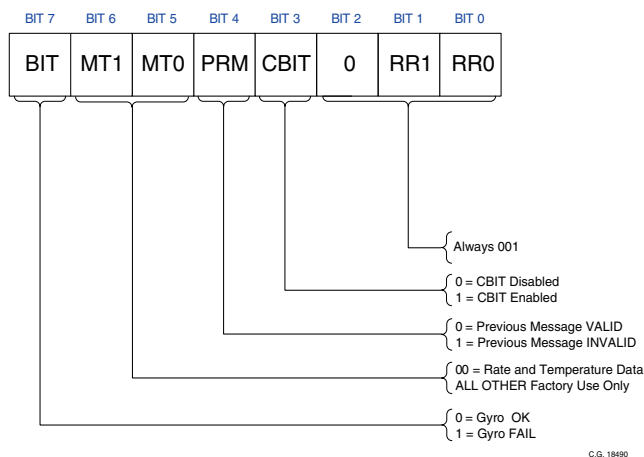 BIT 7 BIT 6 BIT 5 BIT 4 BIT 3 BIT 2 BIT 1 BIT 0
BIT MT1 MT0 PRM CBIT 0 RR1 RR0
Always 001
0 = CBIT Disabled
1 = CBIT Enabled
0 = Previous Message VALID
1 = Previous Message INVALID
00 = Rate and Temperature Data
ALL OTHER Factory Use Only
0 = Gyro OK
1 = Gyro FAIL
C.G. 18490